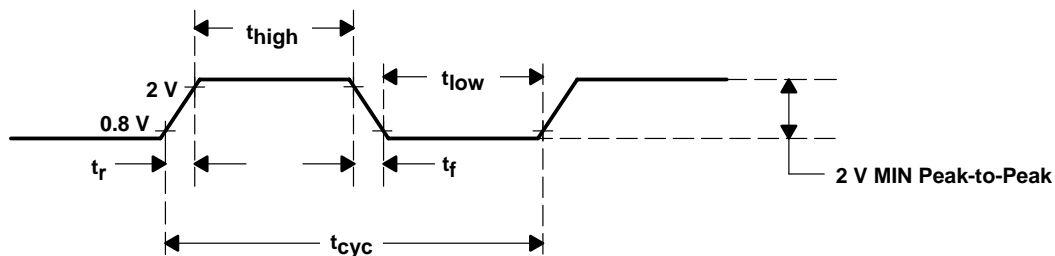 thigh
2 V
tlow
0.8 V
tr
tf
2 V MIN Peak-to-Peak
tcyc